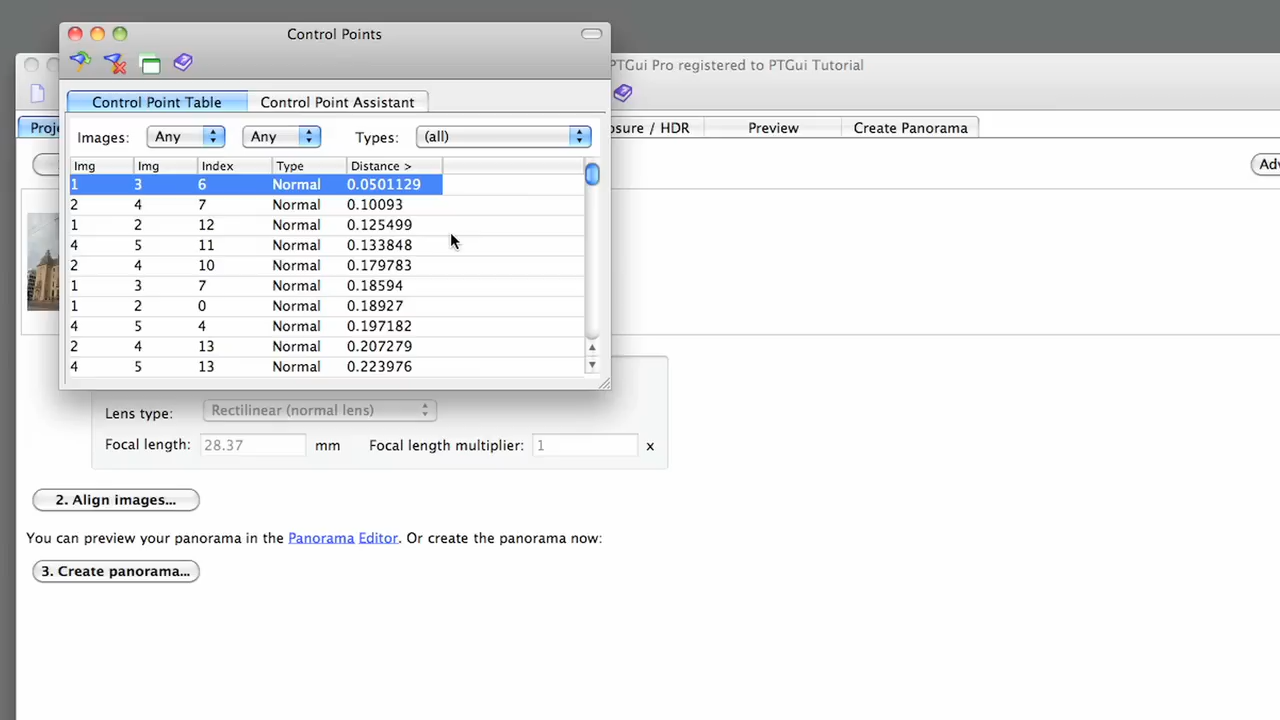 Control Points
PTGui Pro registered to PTGui Tutorial
Control Point Table Control Point Assistant
Proje osure / HDR Preview Create Panorama
Images: Any Any Types: (all)
Adv
Img Img Index Type Distance >
1 3 6 Normal 0.0501129
2 4 7 Normal 0.10093
1 2 12 Normal 0.125499
4 5 11 Normal 0.133848
2 4 10 Normal 0.179783
1 3 7 Normal 0.18594
1 2 0 Normal 0.18927
4 5 4 Normal 0.197182
2 4 13 Normal 0.207279
4 5 13 Normal 0.223976
Lens type: Rectilinear (normal lens)
Focal length: 28.37 mm Focal length multiplier: 1 x
2. Align images...
You can preview your panorama in the Panorama Editor. Or create the panorama now:
3. Create panorama...